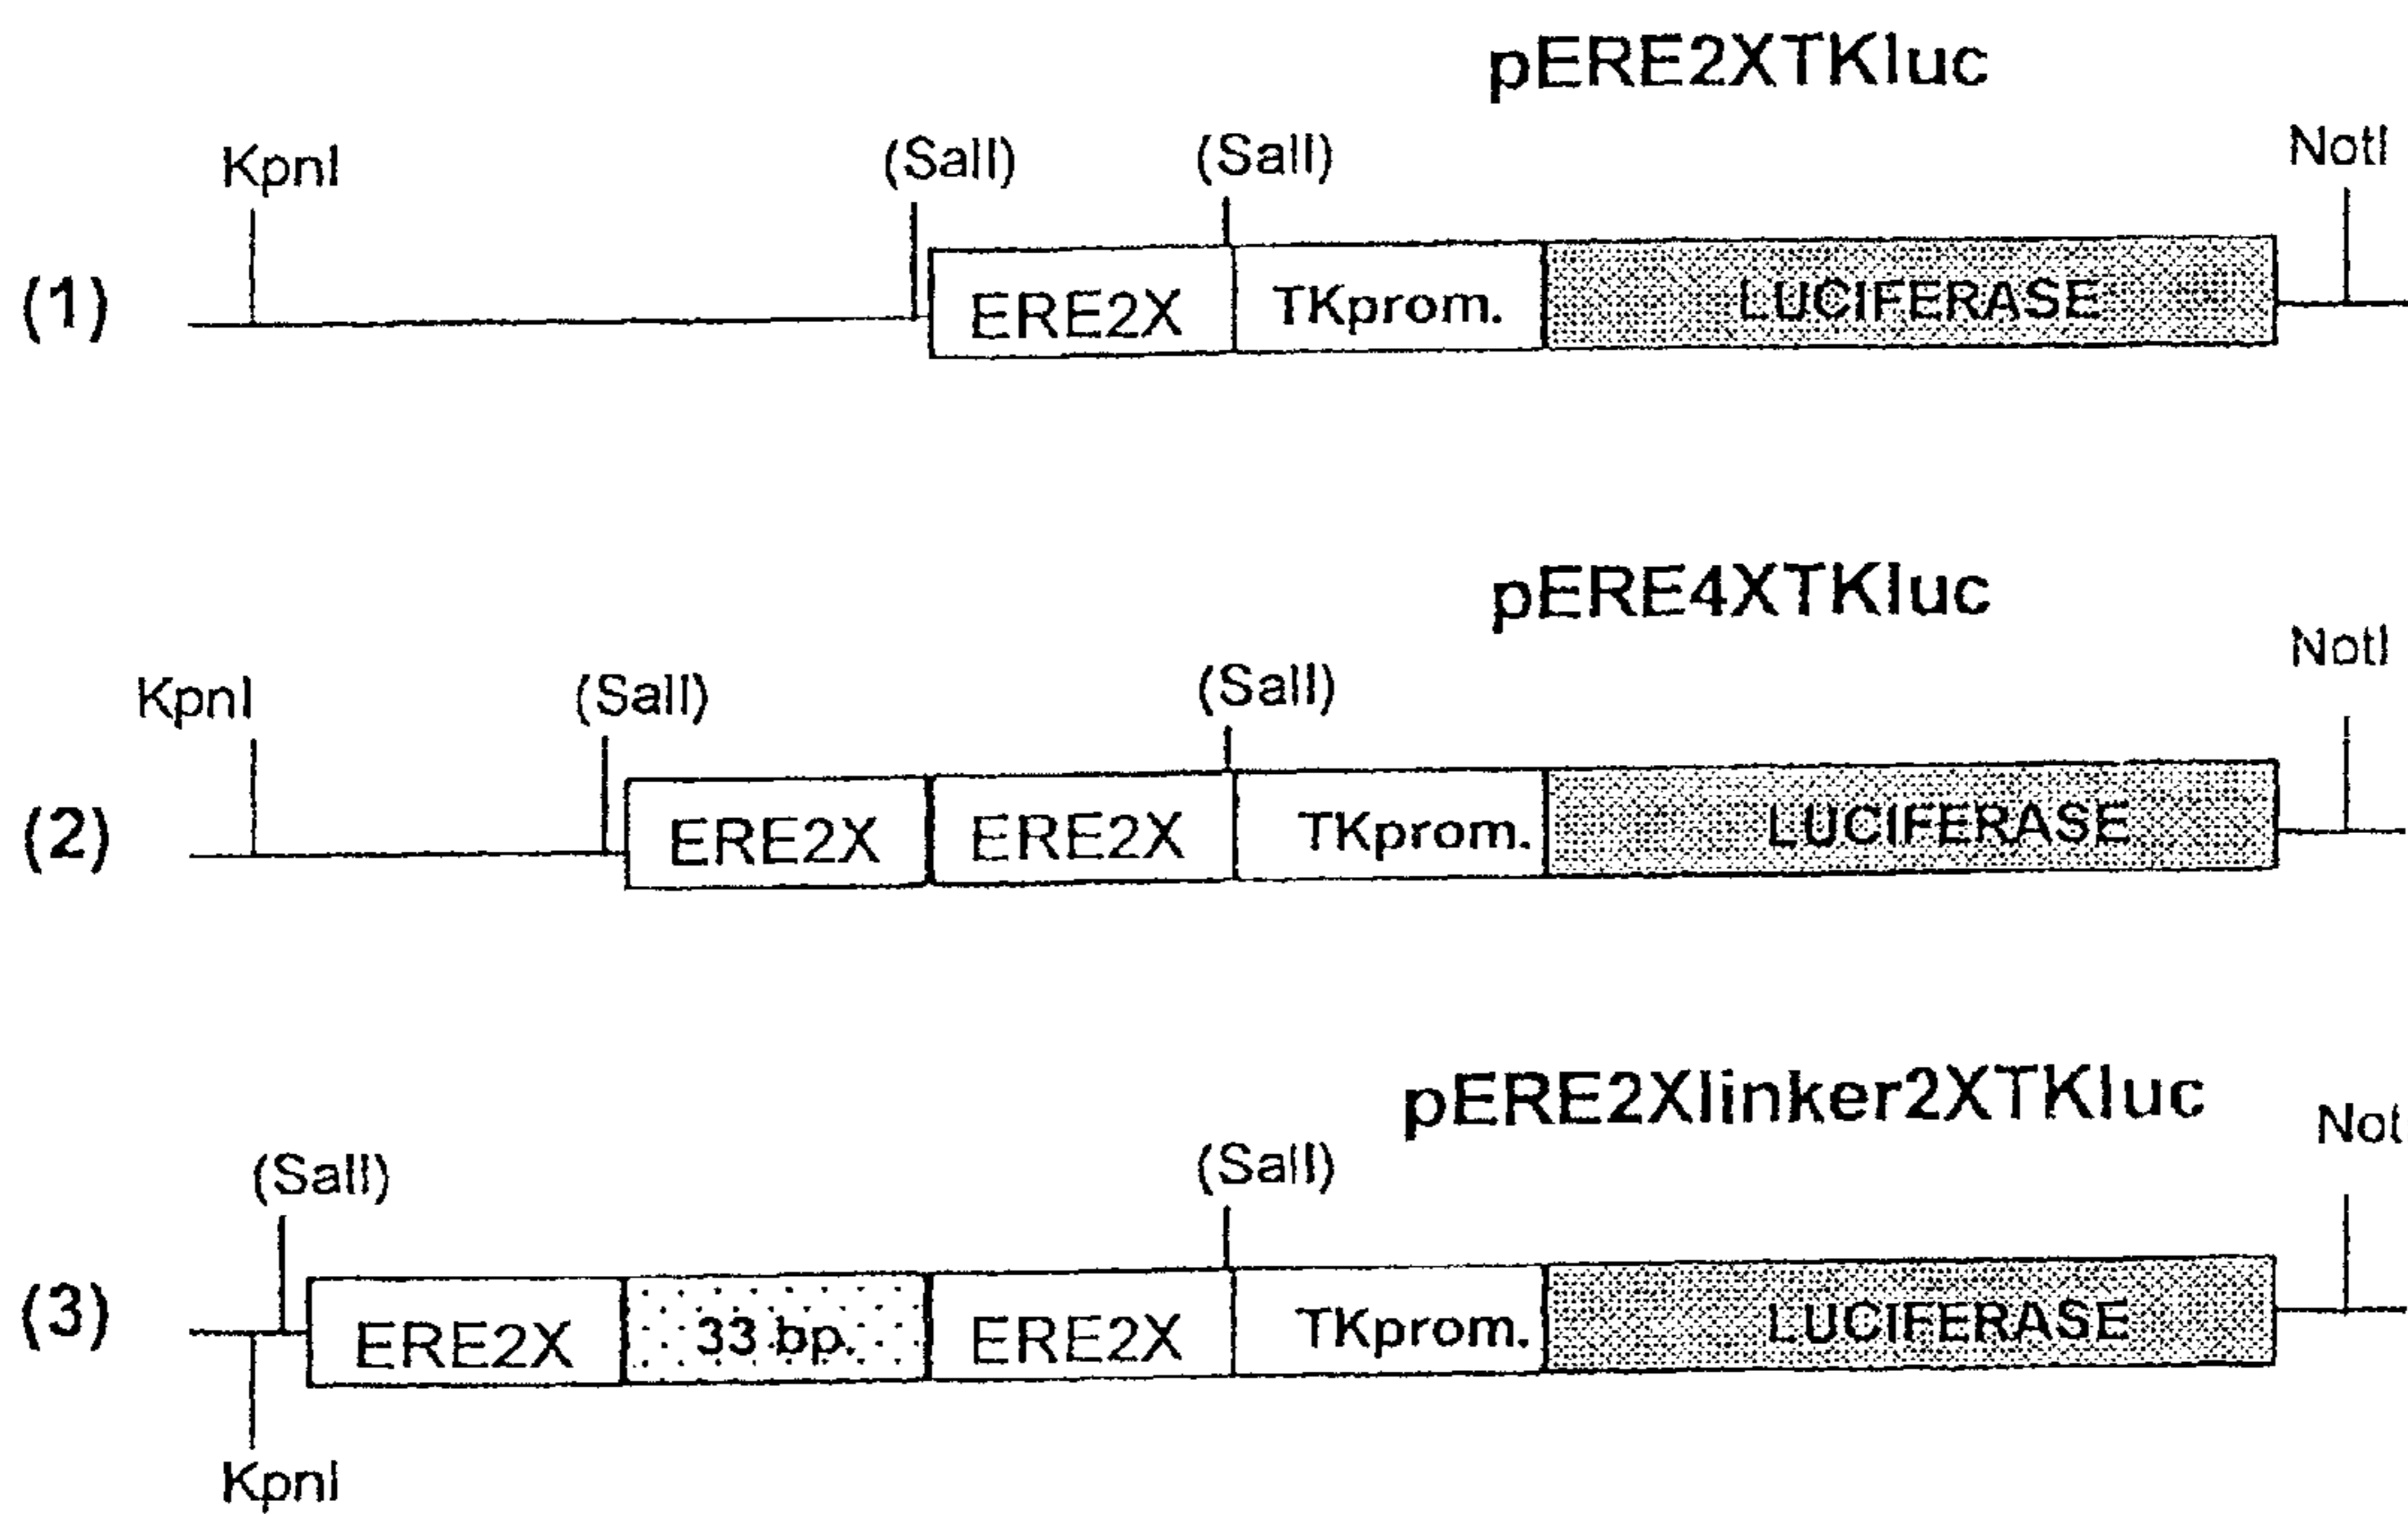 pERE2XTKluc
KpnI (SalI) (SalI) NotI
(1) ERE2X TKprom. LUCIFERASE
pERE4XTKluc
KpnI (SalI) (SalI) NotI
(2) ERE2X ERE2X TKprom. LUCIFERASE
pERE2Xlinker2XTKluc
(SalI) (SalI) Not
(3) ERE2X 33 bp. ERE2X TKprom. LUCIFERASE
KpnI